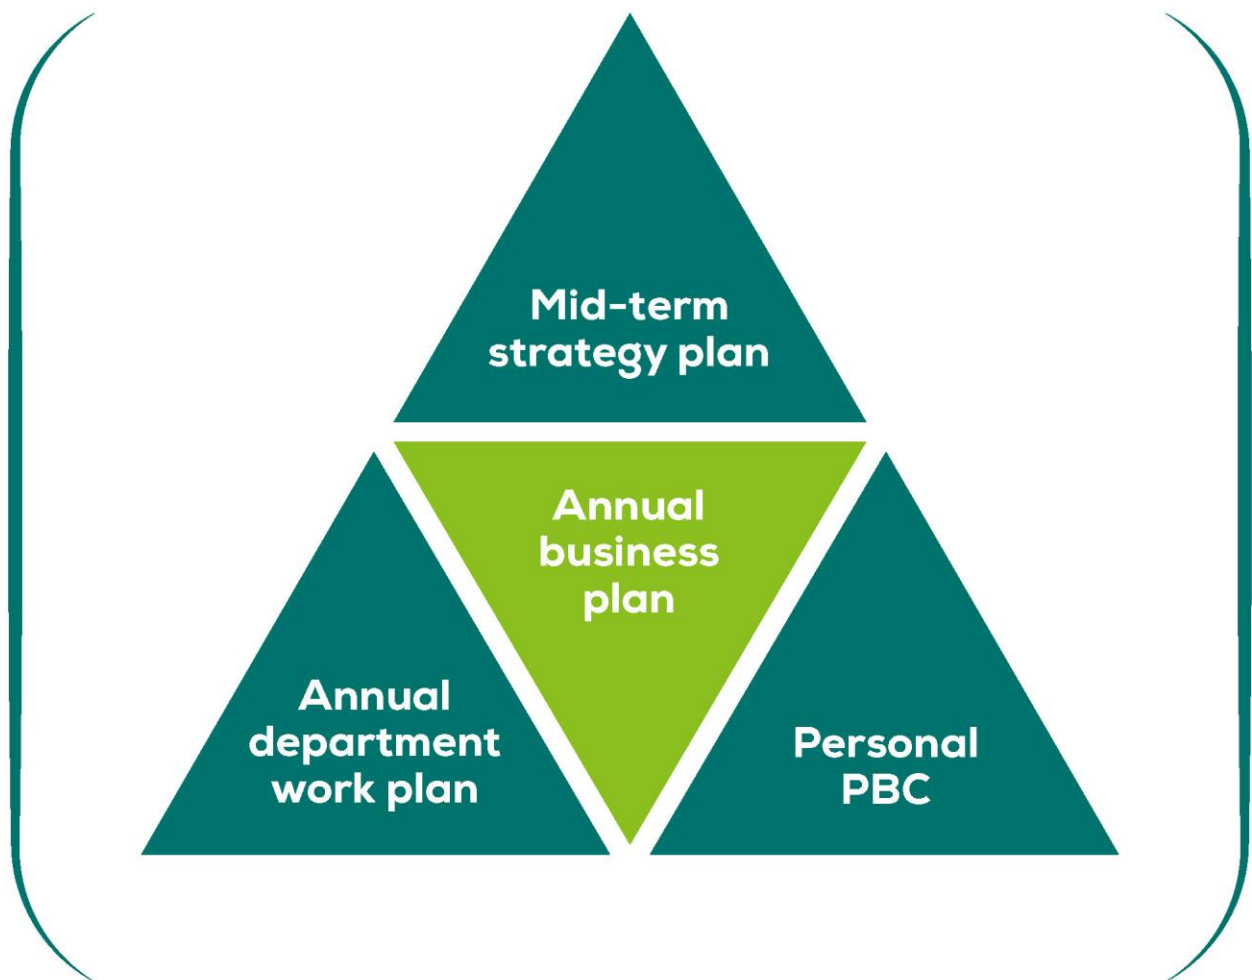 Mid-term
strategy plan
Annual
business
plan
Annual
department
work plan
Personal
PBC